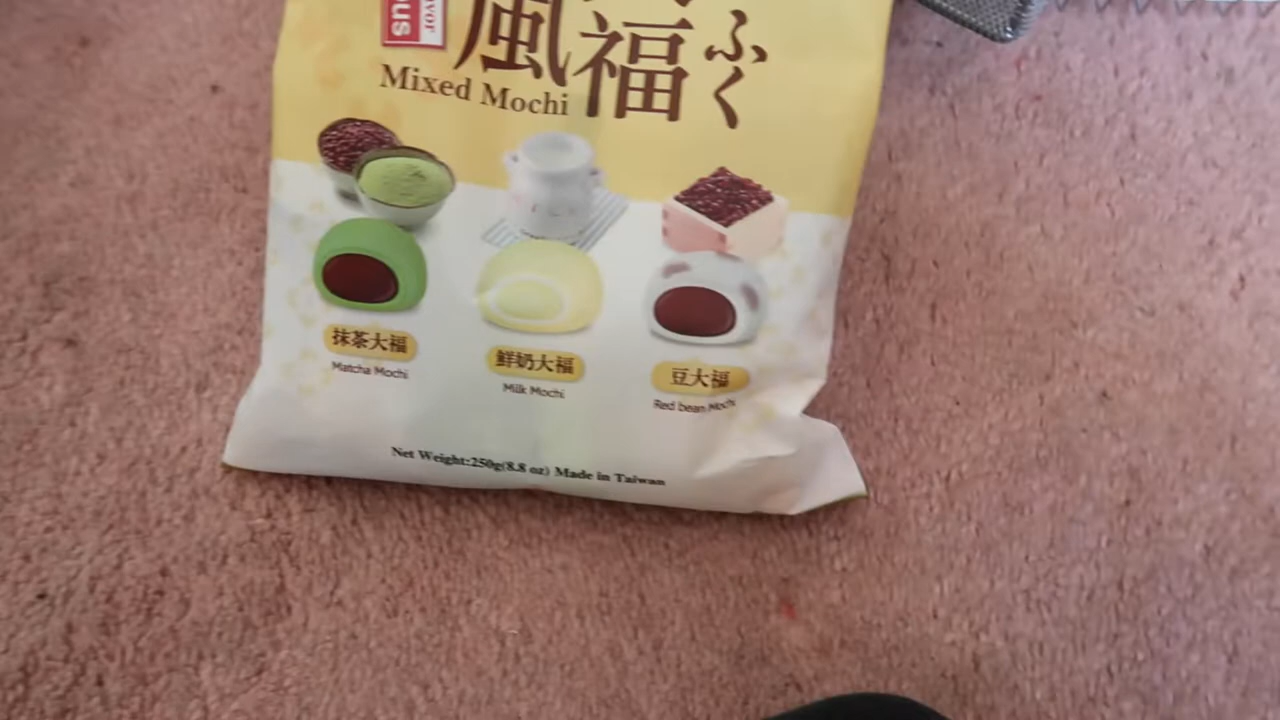 風福
ふく
Mixed Mochi
抹茶大福
Matcha Mochi
鮮奶大福
Milk Mochi
豆大福
Red bean Mochi
Net Weight:250g(8.8 oz) Made in Taiwan